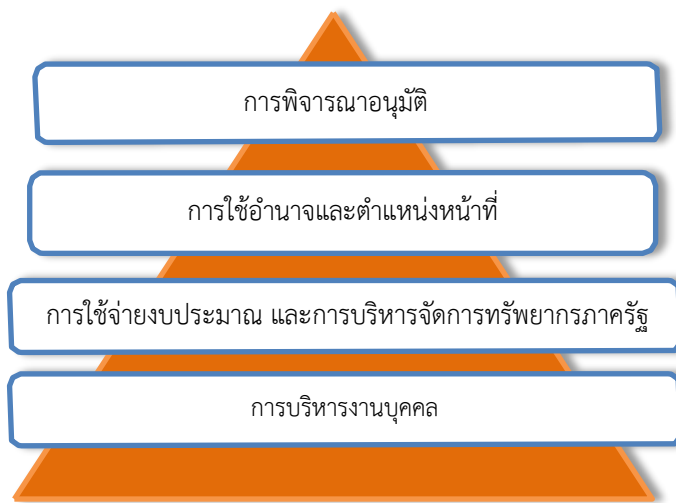 การพิจารณาอนุมัติ
การใช้อำนาจและตำแหน่งหน้าที่
การใช้จ่ายงบประมาณ และการบริหารจัดการทรัพยากรภาครัฐ
การบริหารงานบุคคล